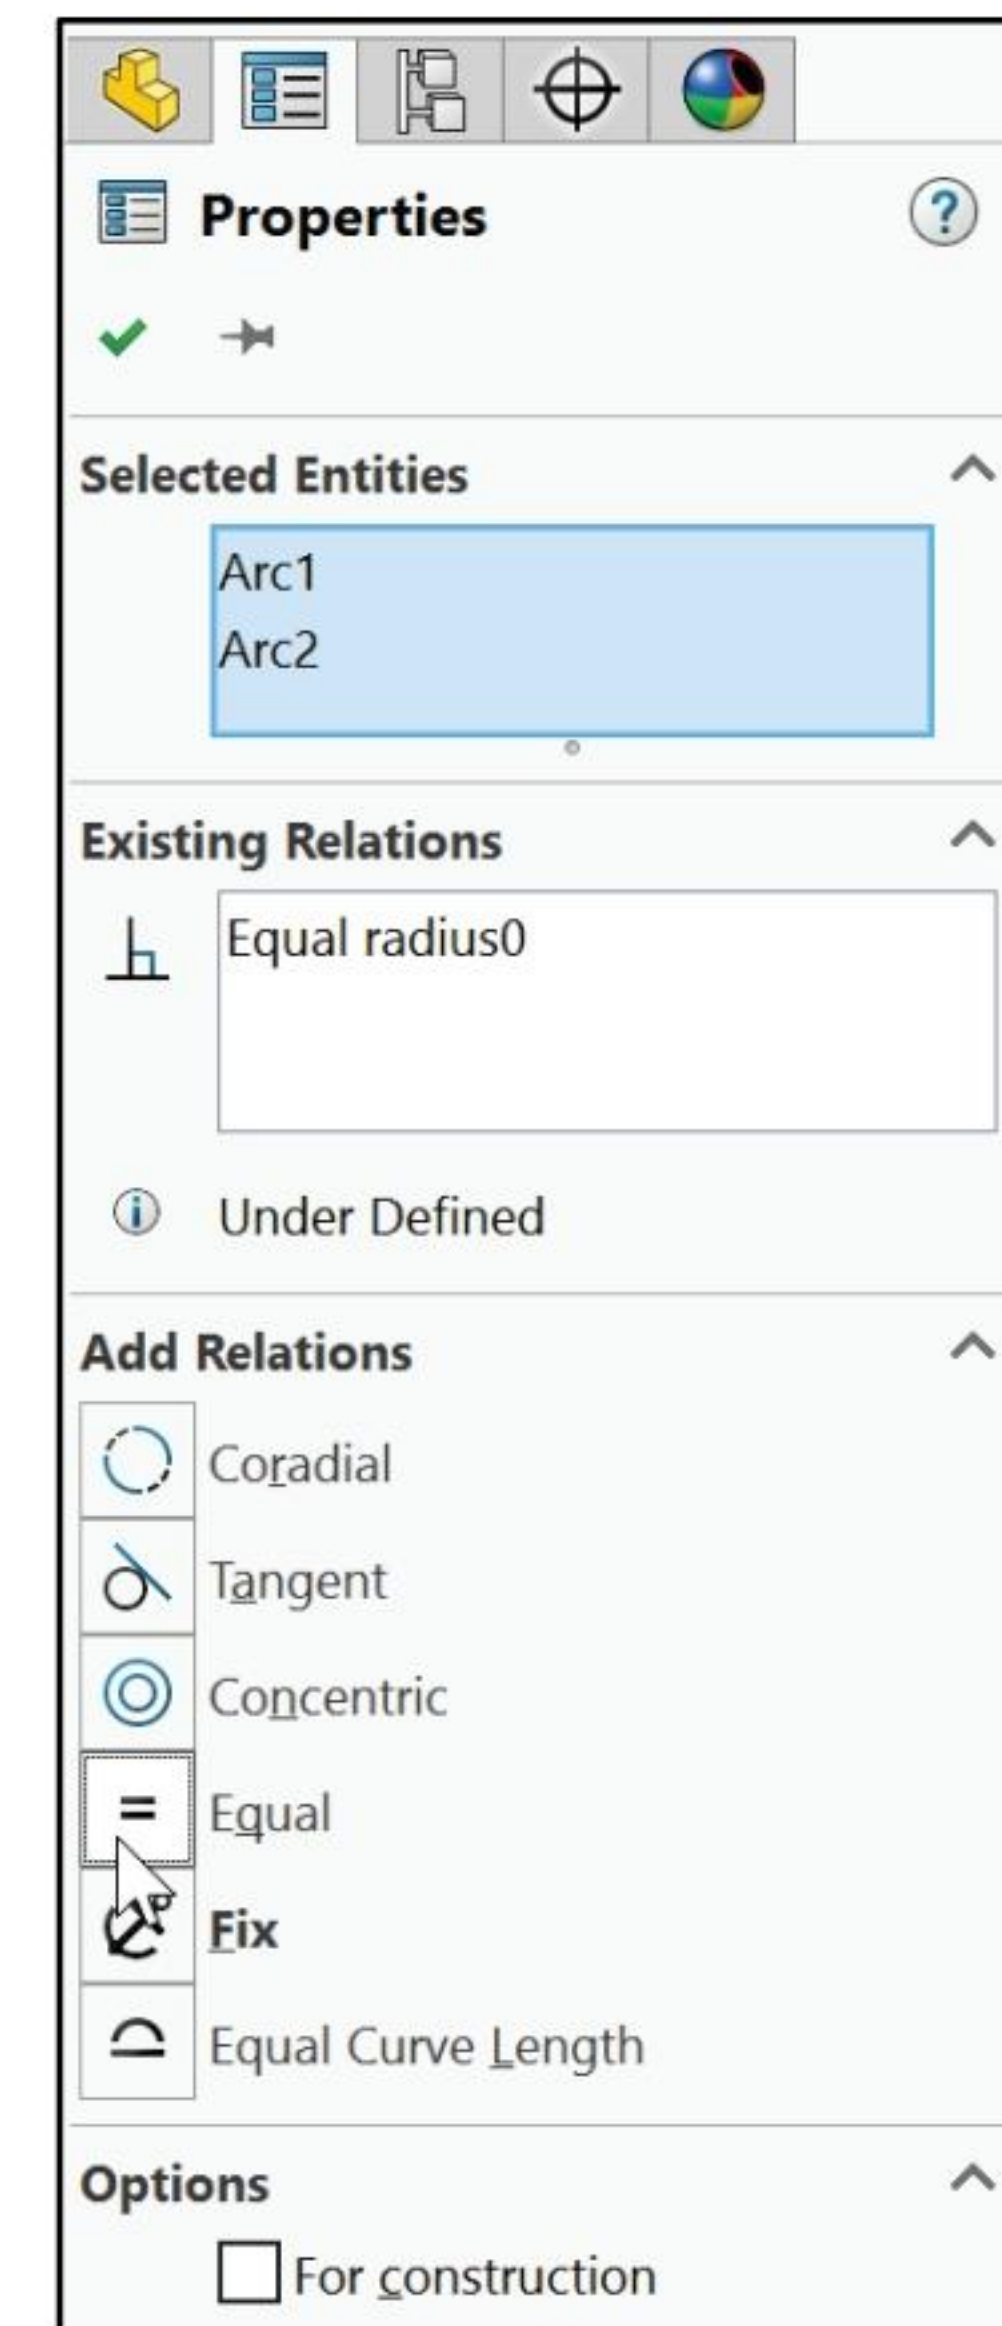 Properties
?
Selected Entities
Arc1
Arc2
Existing Relations
Equal radius0
Under Defined
Add Relations
Coradial
Tangent
Concentric
= Equal
Fix
Equal Curve Length
Options
For construction